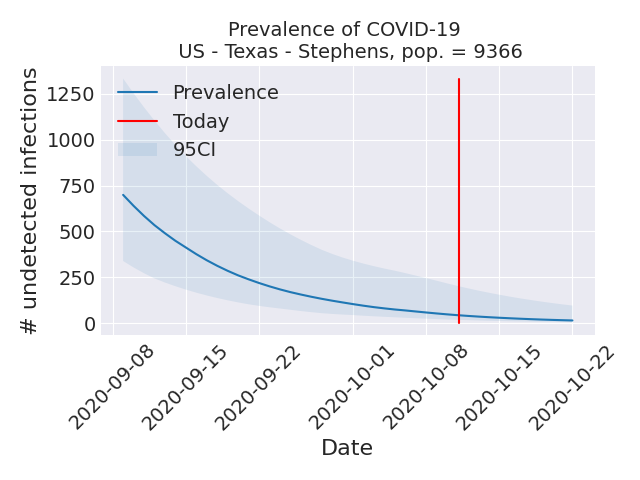 Prevalence of COVID-19
US - Texas - Stephens, pop. = 9366
# undetected infections
1250
1000
750
500
250
0
Prevalence
Today
95CI
2020-09-08
2020-09-15
2020-09-22
2020-10-01
2020-10-08
2020-10-15
2020-10-22
Date